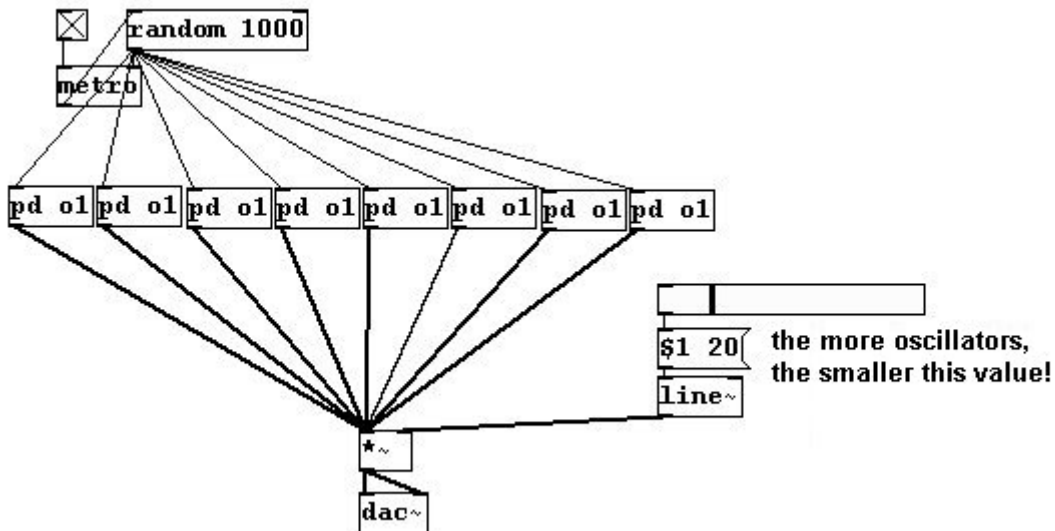 random 1000
metro
pd o1 pd o1 pd o1 pd o1 pd o1 pd o1 pd o1 pd o1
$1 20
the more oscillators,
the smaller this value!
line~
*~
dac~